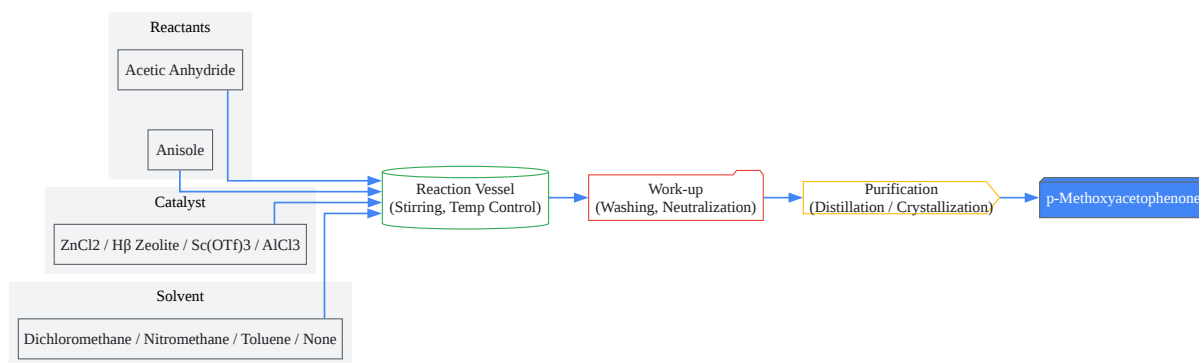 Reactants
Acetic Anhydride
Anisole
Catalyst
ZnCl2 / Hβ Zeolite / Sc(OTf)3 / AlCl3
Solvent
Dichloromethane / Nitromethane / Toluene / None
Reaction Vessel
(Stirring, Temp Control)
Work-up
(Washing, Neutralization)
Purification
(Distillation / Crystallization)
p-Methoxyacetophenone